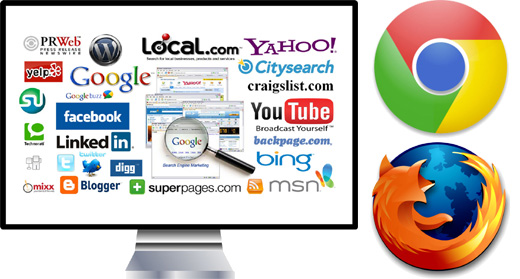 PRWeb
PRESS RELEASE NEWSWIRE
W
LOCAL.com
Search for local businesses, products and services
YAHOO!
yelp
Google
Citysearch
craigslist.com
Google buzz
facebook
YouTube
Broadcast Yourself™
Technorati
Linked in
Google
backpage.com
twitter
digg
Search Engine Marketing
bing
mixx
Blogger
superpages.com
msn